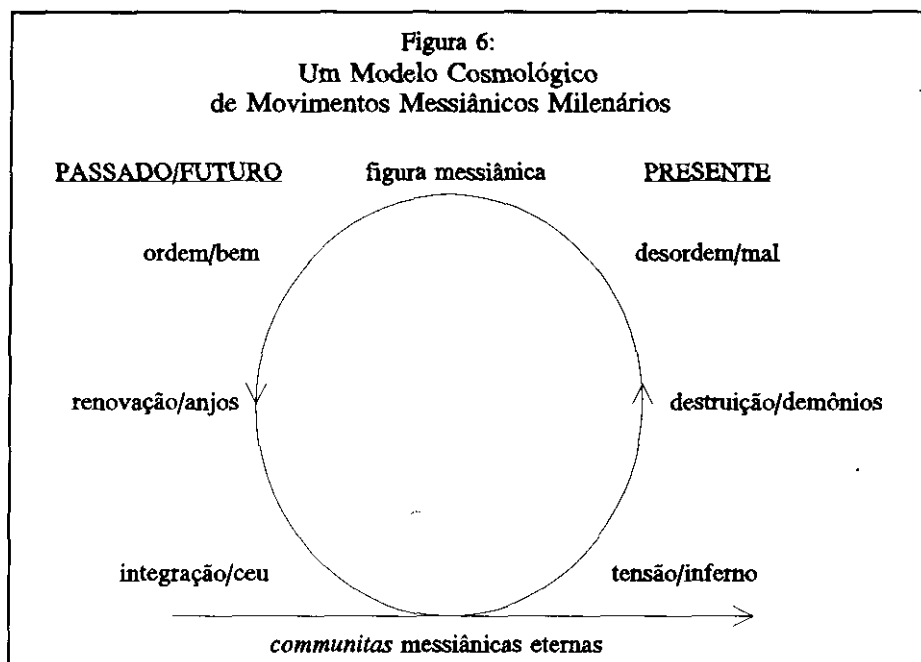 Figura 6:
Um Modelo Cosmológico
de Movimentos Messiânicos Milenários
PASSADO/FUTURO figura messiânica PRESENTE
ordem/bem desordem/mal
renovação/anjos destruição/demônios
integração/ceu tensão/inferno
communitas messiânicas eternas